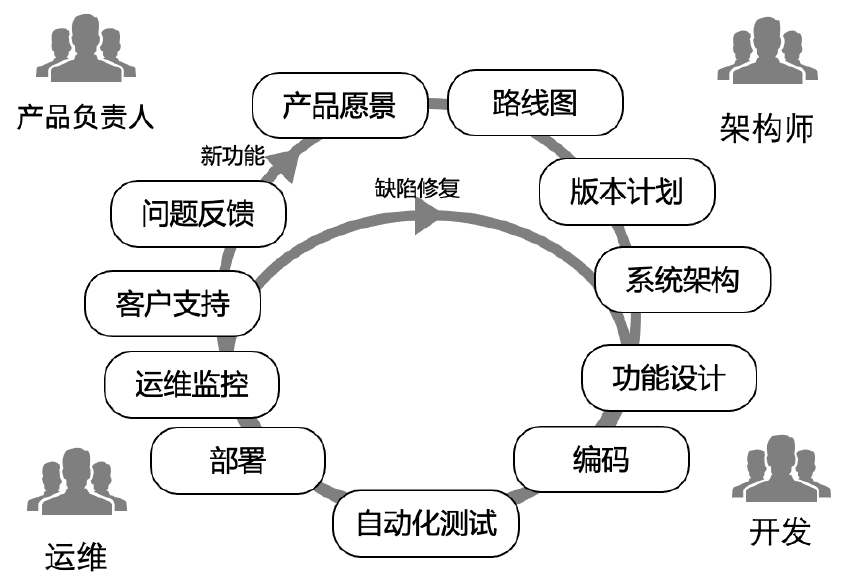 产品负责人
架构师
产品愿景
路线图
新功能
缺陷修复
版本计划
问题反馈
系统架构
客户支持
功能设计
运维监控
编码
部署
自动化测试
运维
开发